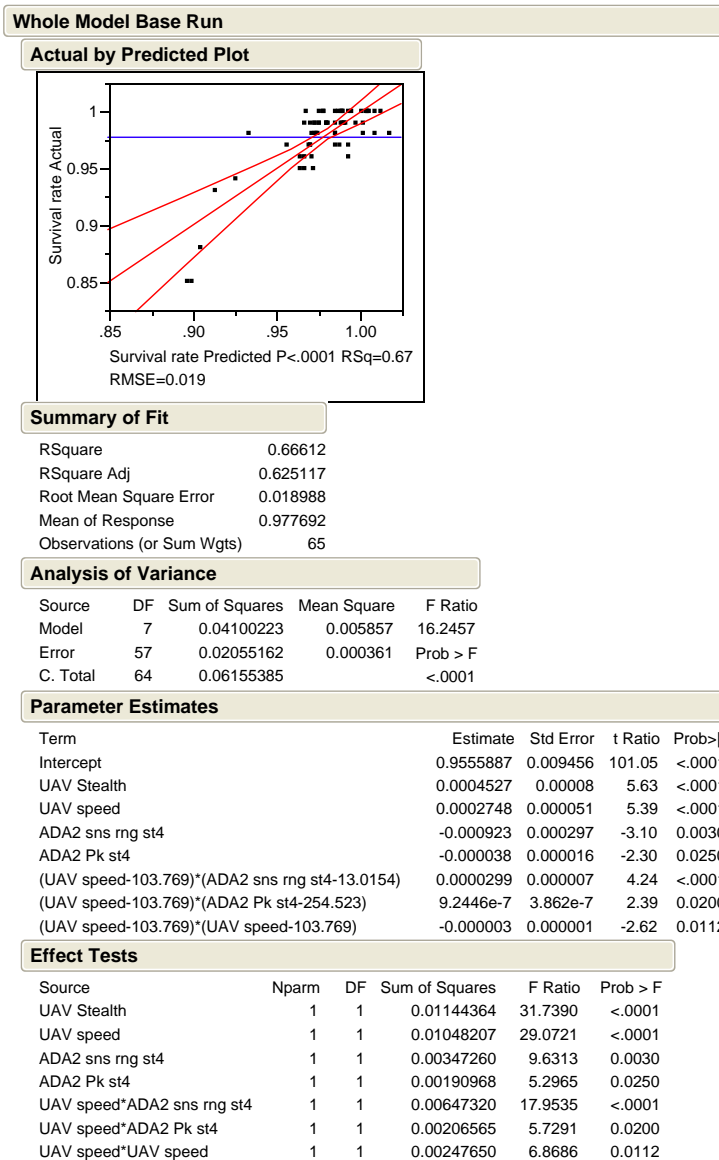 Whole Model Base Run
Actual by Predicted Plot
Survival rate Actual
1
0.95
0.9
0.85
.85 .90 .95 1.00
Survival rate Predicted P<.0001 RSq=0.67
RMSE=0.019
Summary of Fit
RSquare 0.66612
RSquare Adj 0.625117
Root Mean Square Error 0.018988
Mean of Response 0.977692
Observations (or Sum Wgts) 65
Analysis of Variance
Source DF Sum of Squares Mean Square F Ratio
Model 7 0.04100223 0.005857 16.2457
Error 57 0.02055162 0.000361 Prob > F
C. Total 64 0.06155385 <.0001
Parameter Estimates
Term Estimate Std Error t Ratio Prob>|
Intercept 0.9555887 0.009456 101.05 <.0001
UAV Stealth 0.0004527 0.00008 5.63 <.0001
UAV speed 0.0002748 0.000051 5.39 <.0001
ADA2 sns rng st4 -0.000923 0.000297 -3.10 0.0030
ADA2 Pk st4 -0.000038 0.000016 -2.30 0.0250
(UAV speed-103.769)*(ADA2 sns rng st4-13.0154) 0.0000299 0.000007 4.24 <.0001
(UAV speed-103.769)*(ADA2 Pk st4-254.523) 9.2446e-7 3.862e-7 2.39 0.0200
(UAV speed-103.769)*(UAV speed-103.769) -0.000003 0.000001 -2.62 0.0112
Effect Tests
Source Nparm DF Sum of Squares F Ratio Prob > F
UAV Stealth 1 1 0.01144364 31.7390 <.0001
UAV speed 1 1 0.01048207 29.0721 <.0001
ADA2 sns rng st4 1 1 0.00347260 9.6313 0.0030
ADA2 Pk st4 1 1 0.00190968 5.2965 0.0250
UAV speed*ADA2 sns rng st4 1 1 0.00647320 17.9535 <.0001
UAV speed*ADA2 Pk st4 1 1 0.00206565 5.7291 0.0200
UAV speed*UAV speed 1 1 0.00247650 6.8686 0.0112